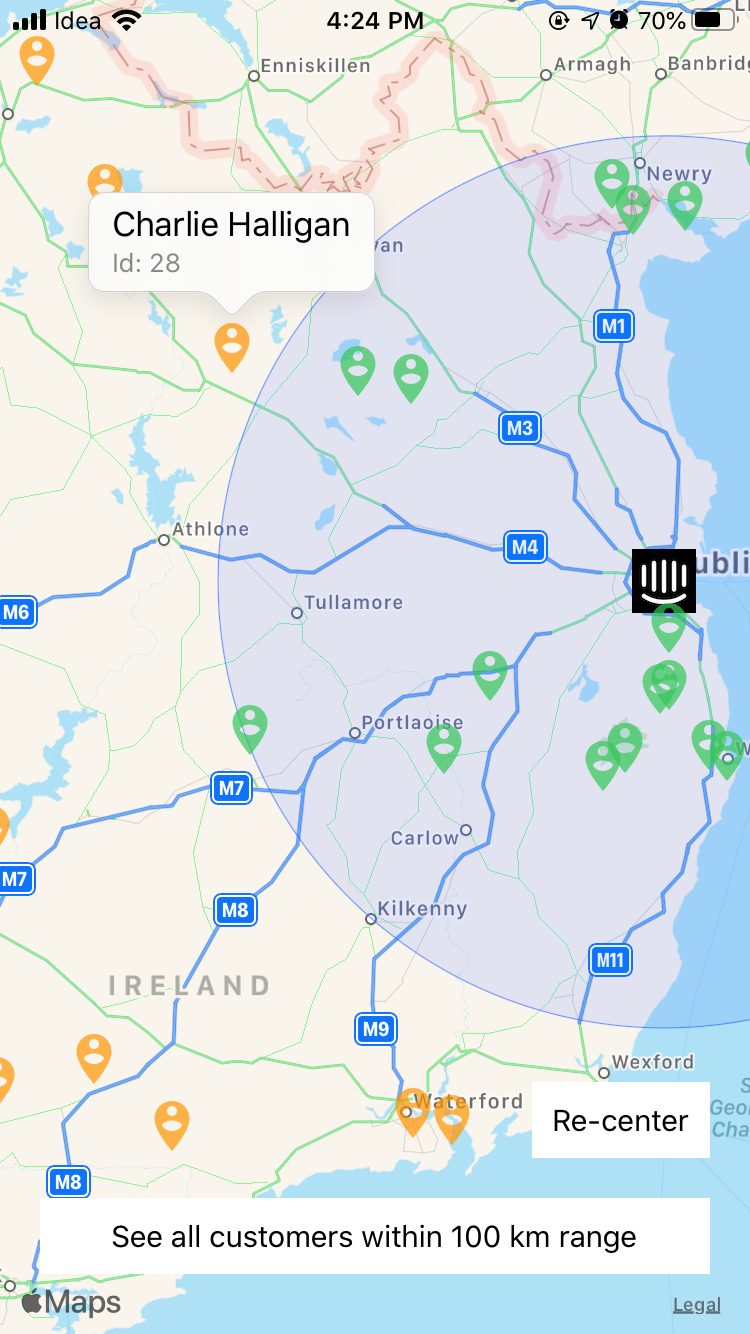 Idea
4:24 PM
70%
Enniskillen
Armagh
Banbridg
Newry
Charlie Halligan
Id: 28
van
M1
M3
Athlone
M4
ubli
M6
Tullamore
Portlaoise
W
M7
Carlow
M7
Kilkenny
M8
M11
IRELAND
M9
Wexford
Waterford
Re-center
S
Geor
Cha
M8
See all customers within 100 km range
Maps
Legal